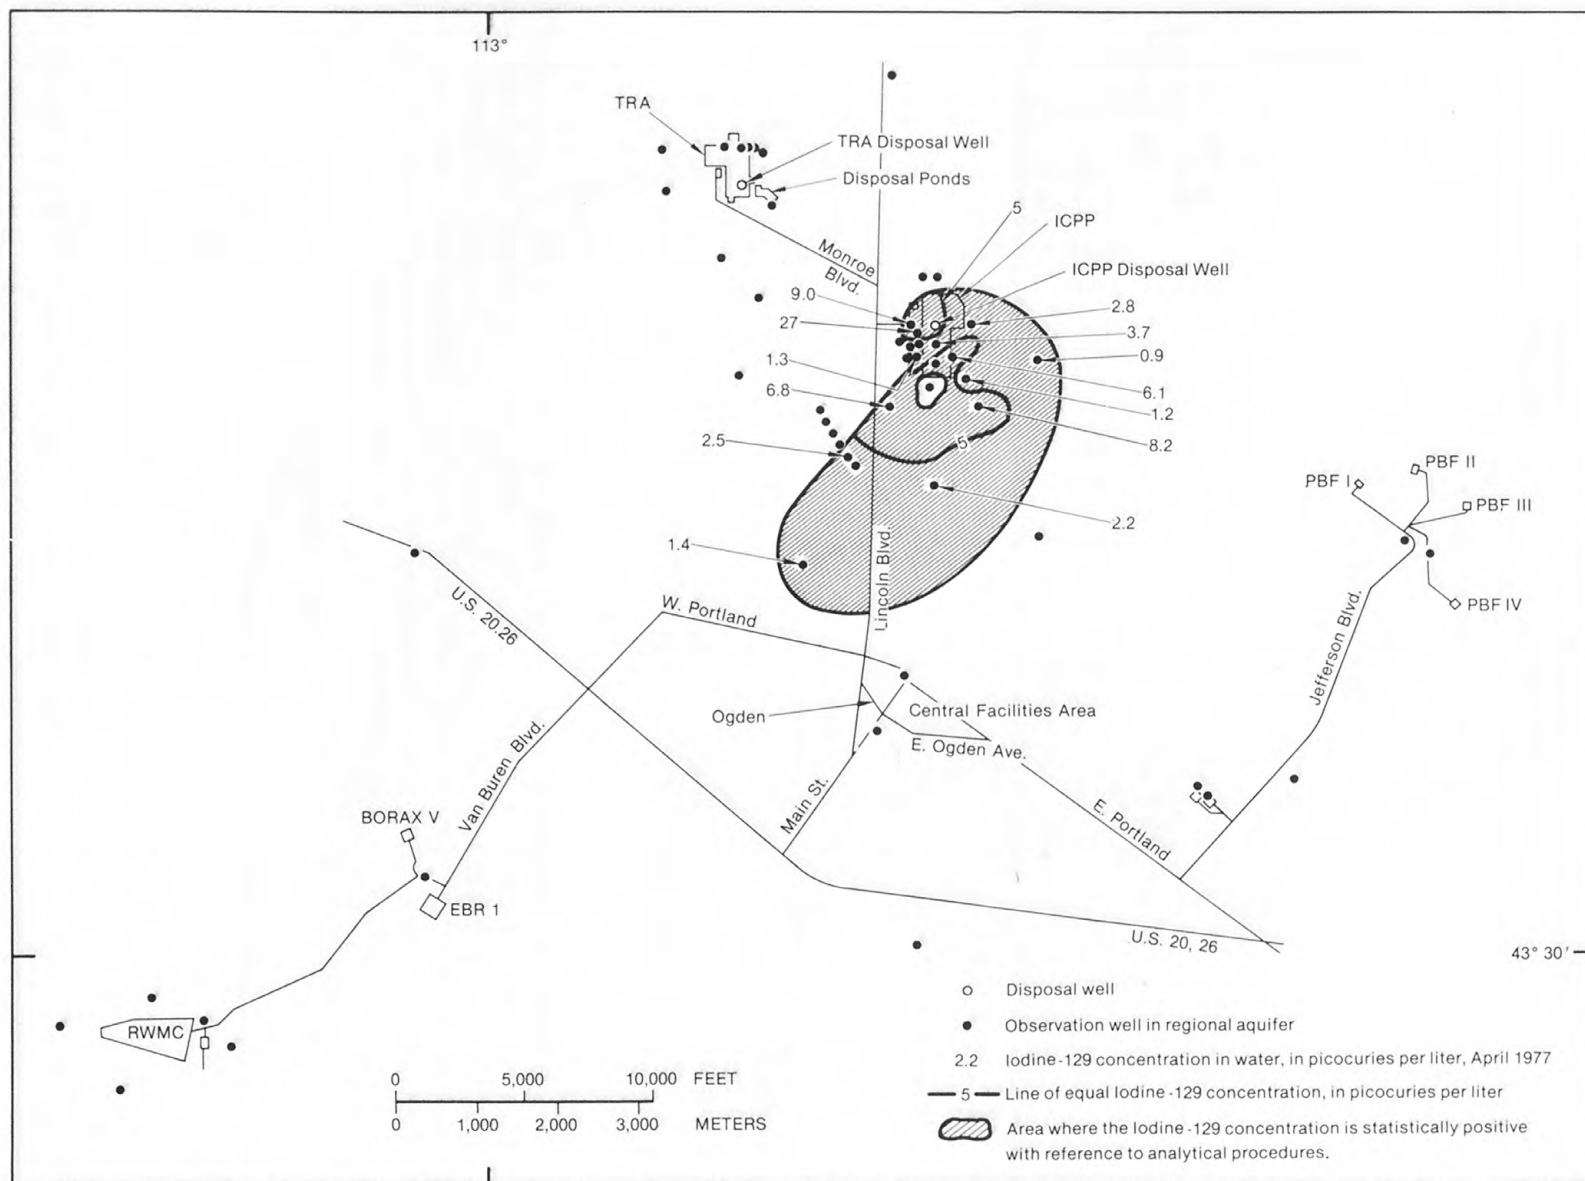 113°
TRA
TRA Disposal Well
Disposal Ponds
5
ICPP
Monroe
Blvd.
ICPP Disposal Well
9.0
2.8
27
3.7
1.3
0.9
6.8
6.1
1.2
2.5
5
8.2
PBF I
PBF II
PBF III
2.2
1.4
Lincoln Blvd.
U.S. 20.26
W. Portland
PBF IV
Jefferson Blvd.
Ogden
Central Facilities Area
E. Ogden Ave.
Van Buren Blvd.
Main St.
E. Portland
BORAX V
EBR 1
U.S. 20, 26
43° 30′
RWMC
0 5,000 10,000 FEET
0 1,000 2,000 3,000 METERS
Disposal well
Observation well in regional aquifer
2.2 Iodine-129 concentration in water, in picocuries per liter, April 1977
5 Line of equal Iodine-129 concentration, in picocuries per liter
Area where the Iodine-129 concentration is statistically positive
with reference to analytical procedures.